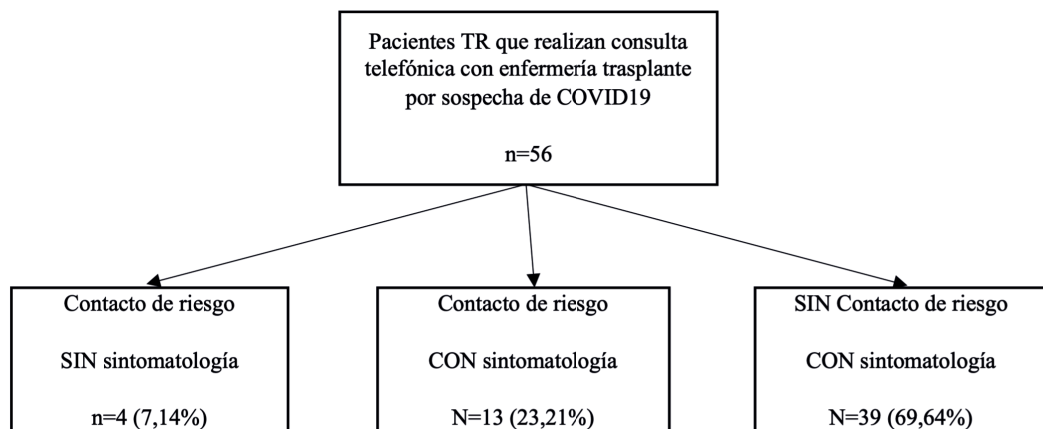 Pacientes TR que realizan consulta
telefónica con enfermería trasplante
por sospecha de COVID19
n=56
Contacto de riesgo
SIN sintomatología
n=4 (7,14%)
Contacto de riesgo
CON sintomatología
N=13 (23,21%)
SIN Contacto de riesgo
CON sintomatología
N=39 (69,64%)